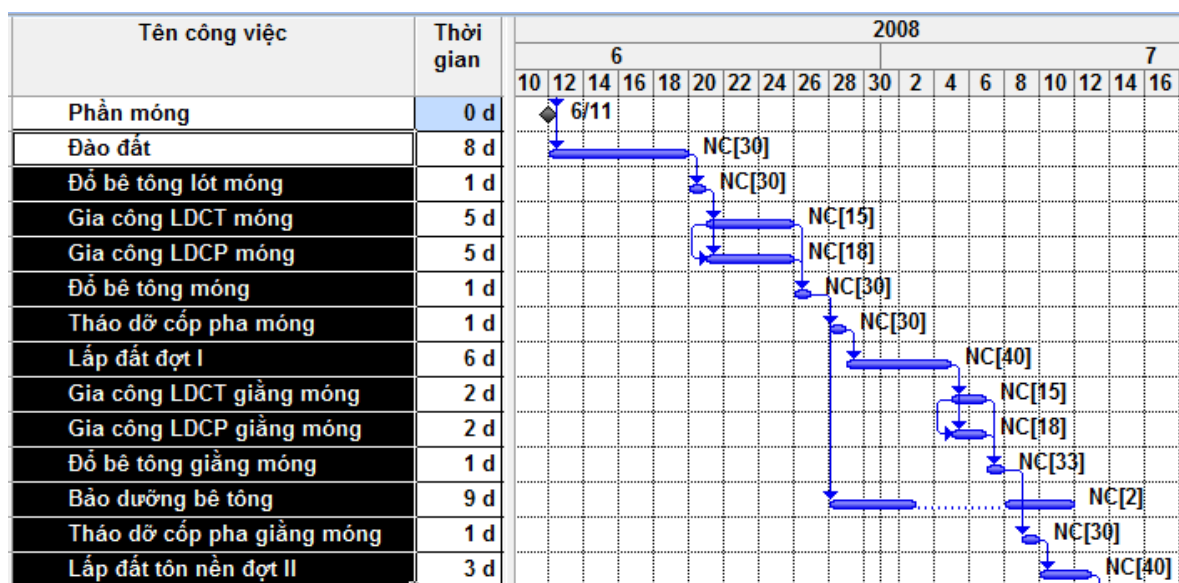 Tên công việc Thời gian 2008
6 7
10 12 14 16 18 20 22 24 26 28 30 2 4 6 8 10 12 14 16
Phần móng 0 d 6/11
Đào đất 8 d NC[30]
Đổ bê tông lót móng 1 d NC[30]
Gia công LDCT móng 5 d NC[15]
Gia công LDCP móng 5 d NC[18]
Đổ bê tông móng 1 d NC[30]
Tháo dỡ cốp pha móng 1 d NC[30]
Lấp đất đợt I 6 d NC[40]
Gia công LDCT giằng móng 2 d NC[15]
Gia công LDCP giằng móng 2 d NC[18]
Đổ bê tông giằng móng 1 d NC[33]
Bảo dưỡng bê tông 9 d NC[2]
Tháo dỡ cốp pha giằng móng 1 d NC[30]
Lấp đất tôn nền đợt II 3 d NC[40]